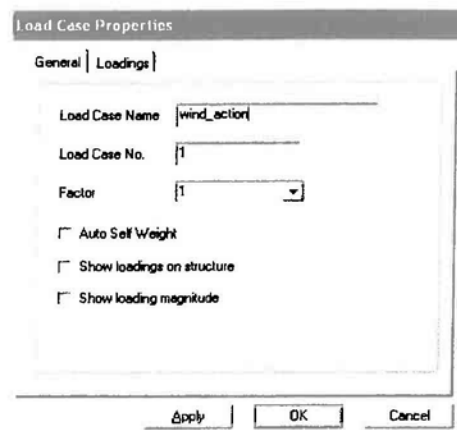 Load Case Properties
General Loadings
Load Case Name wind_action
Load Case No. 1
Factor 1
Auto Self Weight
Show loadings on structure
Show loading magnitude
Apply OK Cancel